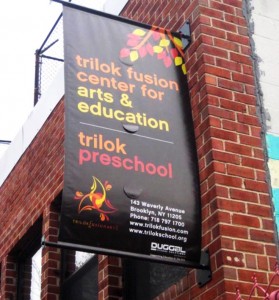 trilok fusion
center for
arts &
education
trilok
preschool
143 Waverly Avenue
Brooklyn, NY 11205
Phone: 718 797 1700
www.trilokfusion.com
www.trilokschool.org
DUGGAL